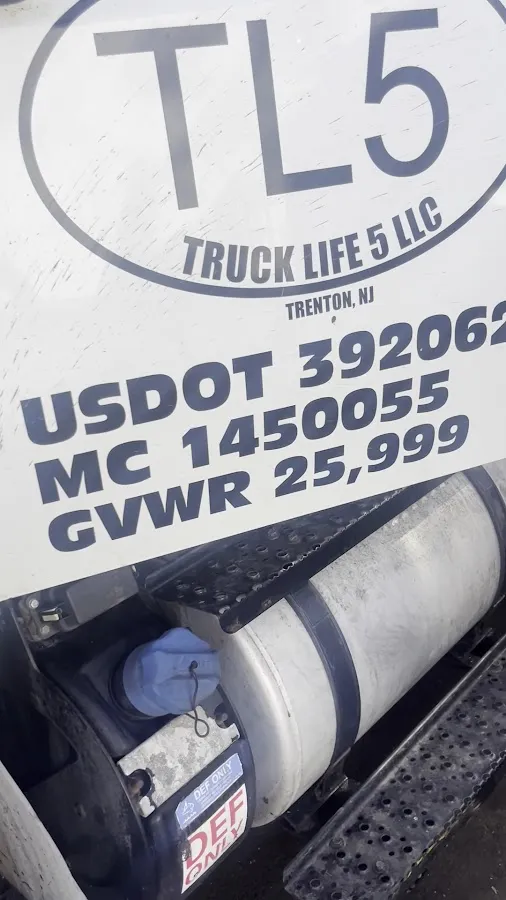 TL5
TRUCK LIFE 5 LLC
TRENTON, NJ
USDOT 392062
MC 1450055
GVWR 25,999
DEF ONLY
DEF
ONLY